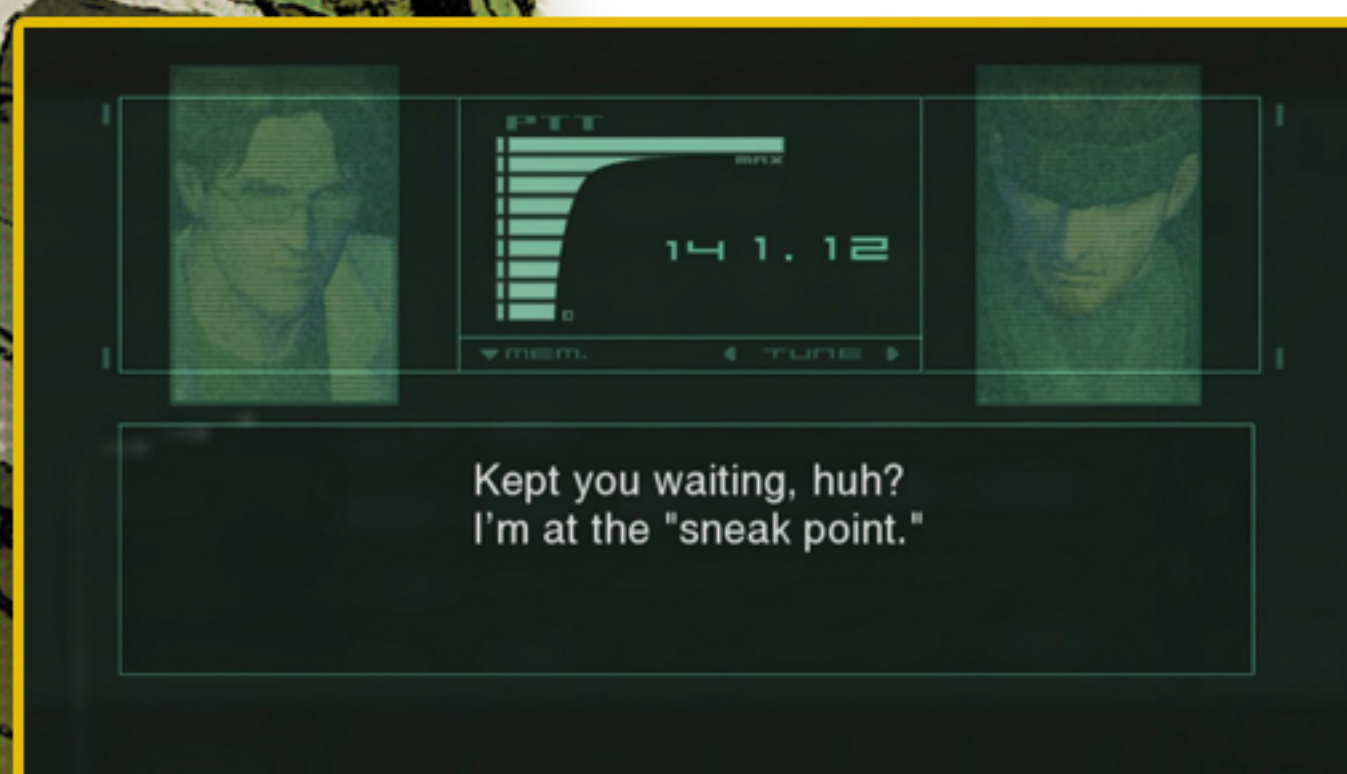 PTT
MAX
141.12
0
MEM.
TUNE
Kept you waiting, huh?
I'm at the "sneak point."